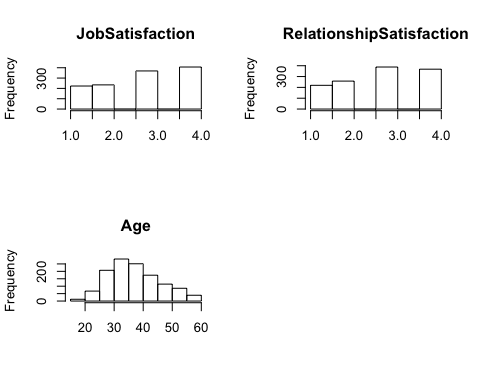 JobSatisfaction
Frequency
300
0
1.0 2.0 3.0 4.0
RelationshipSatisfaction
Frequency
300
0
1.0 2.0 3.0 4.0
Age
Frequency
200
0
20 30 40 50 60